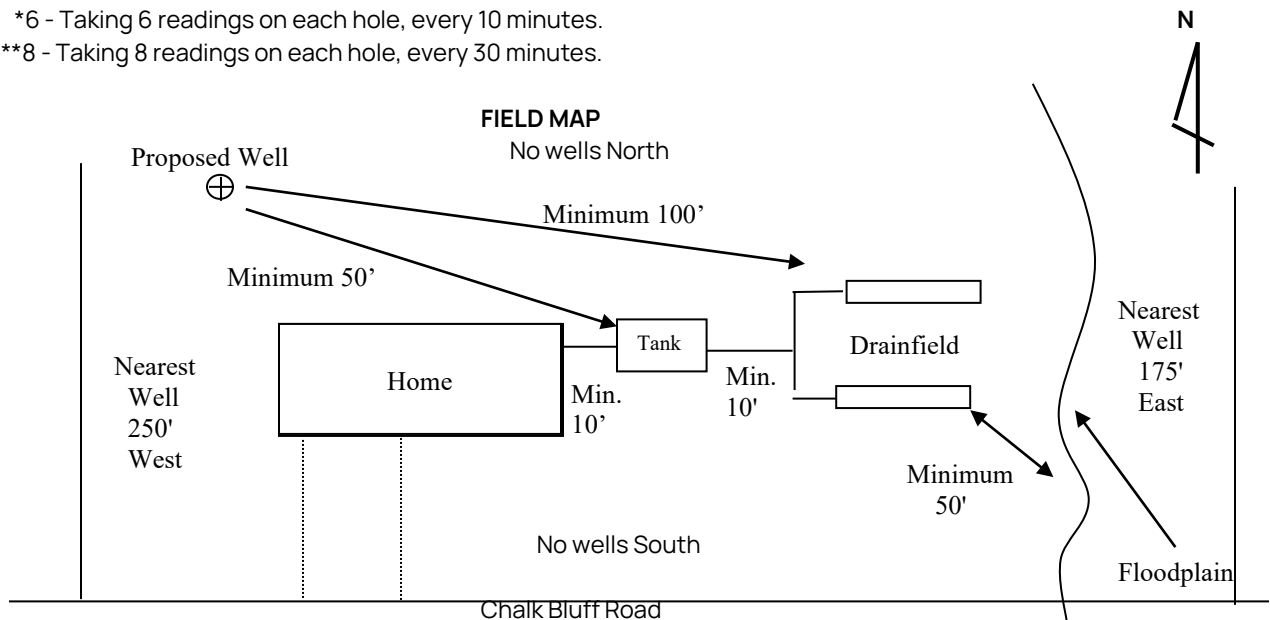 *6 - Taking 6 readings on each hole, every 10 minutes.
**8 - Taking 8 readings on each hole, every 30 minutes.
N
FIELD MAP
No wells North
Proposed Well
Minimum 100’
Minimum 50’
Nearest
Well
250'
West
Home
Min.
10’
Tank
Min.
10'
Drainfield
Nearest
Well
175'
East
Minimum
50'
No wells South
Floodplain
Chalk Bluff Road